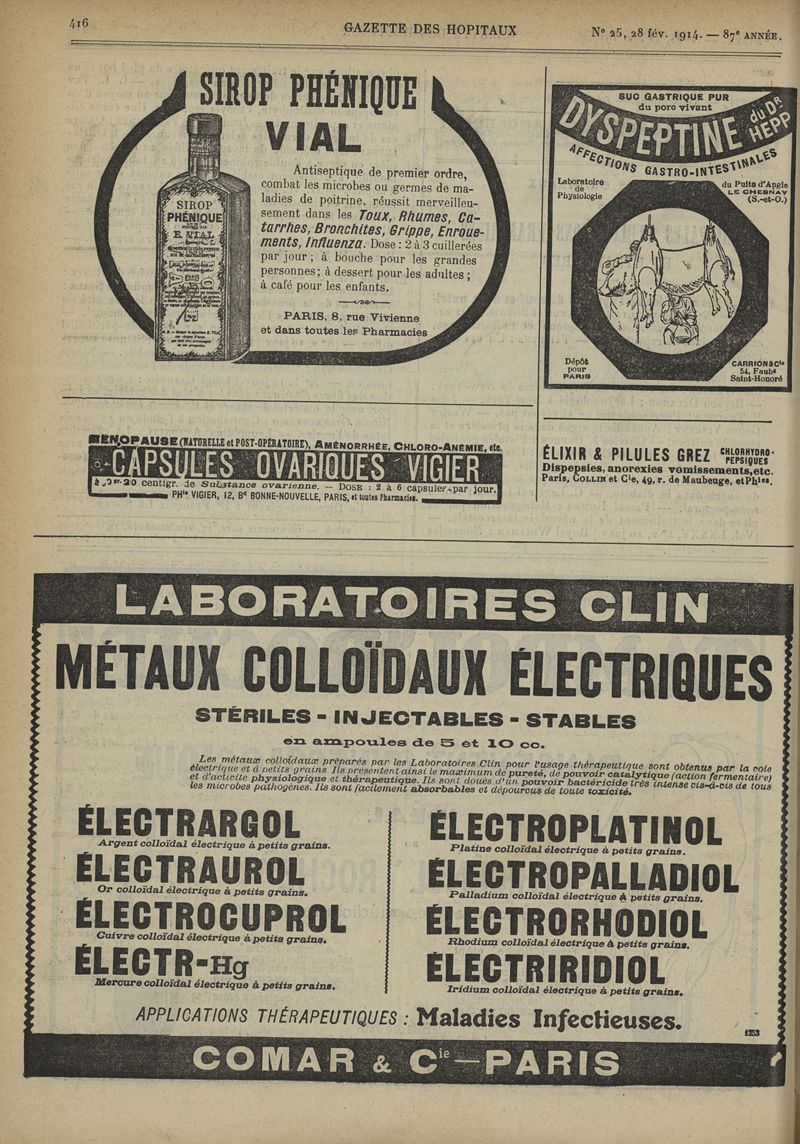 416
GAZETTE DES HOPITAUX
N° 25, 28 fév. 1914. — 87e ANNÉE.
SIROP PHÉNIQUE
VIAL
Antiseptique de premier ordre,
combat les microbes ou germes de ma-
ladies de poitrine, réussit merveilleu-
sement dans les Toux, Rhumes, Ca-
tarrhes, Bronchites, Grippe, Enroue-
ments, Influenza. Dose : 2 à 3 cuillerées
par jour ; à bouche pour les grandes
personnes ; à dessert pour les adultes ;
à café pour les enfants.
PARIS, 8, rue Vivienne
et dans toutes les Pharmacies
SIROP
PHÉNIQUE
E. VIAL
SUC GASTRIQUE PUR
du porc vivant
DYSPEPTINE du Dr HEPP
AFFECTIONS GASTRO-INTESTINALES
Laboratoire
de
Physiologie
du Puits d'Angle
LE CHESNAY
(S.-et-O.)
Dépôt
pour
PARIS
CARRION & Cie
54, Faubg
Saint-Honoré
MÉNOPAUSE (NATURELLE et POST-OPÉRATOIRE), AMÉNORRHÉE, CHLORO-ANÉMIE, etc.
CAPSULES OVARIQUES VIGIER
20 centigr. de Substance ovarienne. — DOSE : 2 à 6 capsules par jour.
PHie VIGIER, 12, Bd BONNE-NOUVELLE, PARIS, et toutes Pharmacies.
ÉLIXIR & PILULES GREZ CHLORHYDRO-PEPSIQUES
Dispepsies, anorexies vomissements, etc.
Paris, COLLIN et Cie, 49, r. de Maubeuge, et Phies.
LABORATOIRES CLIN
MÉTAUX COLLOÏDAUX ÉLECTRIQUES
STÉRILES - INJECTABLES - STABLES
en ampoules de 5 et 10 cc.
Les métaux colloïdaux préparés par les Laboratoires Clin pour l'usage thérapeutique sont obtenus par la voie
électrique et à petits grains Ils présentent ainsi le maximum de pureté, de pouvoir catalytique (action fermentaire)
et d'activité physiologique et thérapeutique. Ils sont doués d'un pouvoir bactéricide très intense vis-à-vis de tous
les microbes pathogènes. Ils sont facilement absorbables et dépourvus de toute toxicité.
ÉLECTRARGOL
Argent colloïdal électrique à petits grains.
ÉLECTRAUROL
Or colloïdal électrique à petits grains.
ÉLECTROCUPROL
Cuivre colloïdal électrique à petits grains.
ÉLECTR-Hg
Mercure colloïdal électrique à petits grains.
ÉLECTROPLATINOL
Platine colloïdal électrique à petits grains.
ÉLECTROPALLADIOL
Palladium colloïdal électrique à petits grains.
ÉLECTRORHODIOL
Rhodium colloïdal électrique à petits grains.
ÉLECTRIRIDIOL
Iridium colloïdal électrique à petits grains.
APPLICATIONS THÉRAPEUTIQUES : Maladies Infectieuses.
1353
COMAR & Cie — PARIS